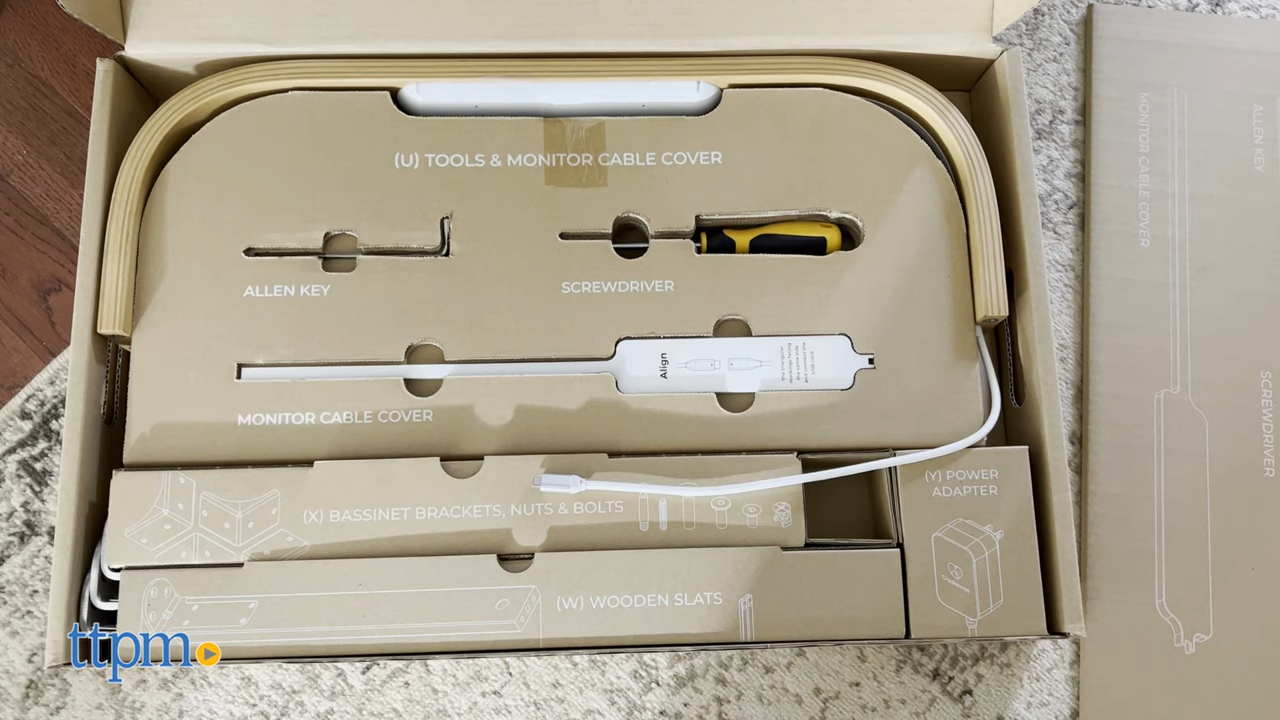 (U) TOOLS & MONITOR CABLE COVER
ALLEN KEY
SCREWDRIVER
Align
MONITOR CABLE COVER
(Y) POWER
ADAPTER
(X) BASSINET BRACKETS, NUTS & BOLTS
(W) WOODEN SLATS
MONITOR CABLE COVER
ALLEN KEY
SCREWDRIVER
ttpm